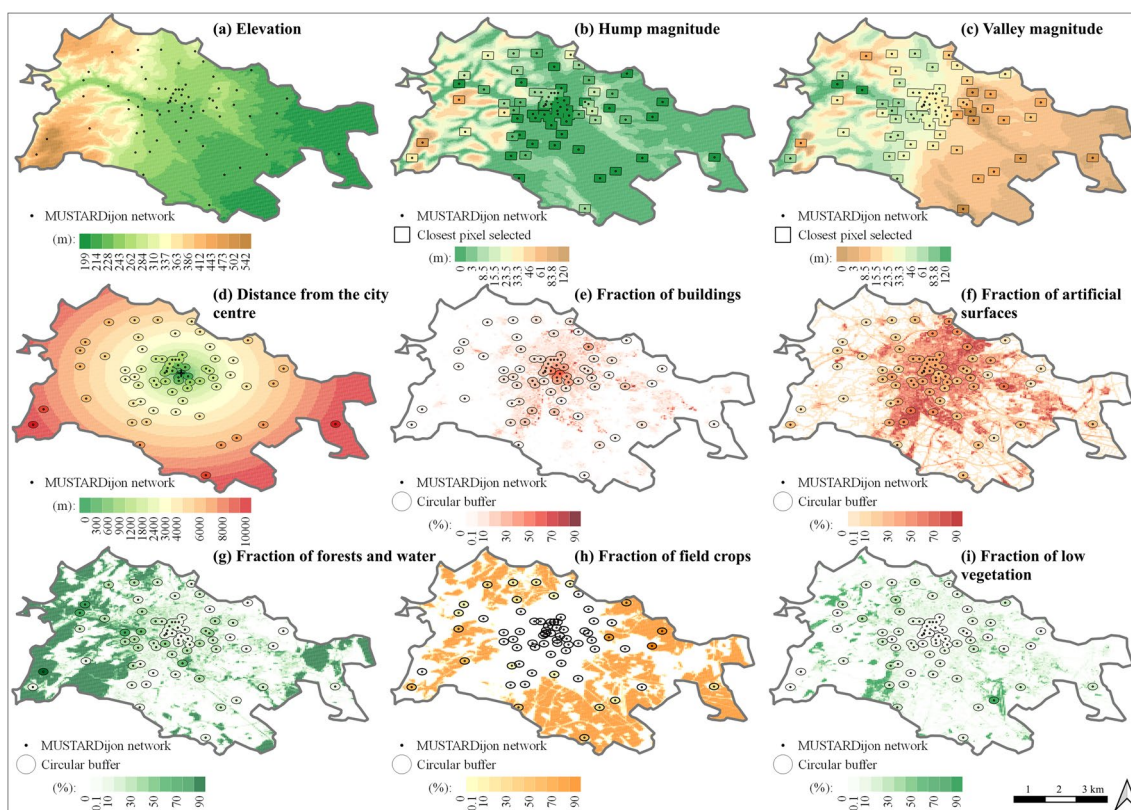 (a) Elevation
(b) Hump magnitude
(c) Valley magnitude
MUSTARDijon network
(m):
199
214
228
243
262
284
310
337
363
386
412
443
473
502
542
MUSTARDijon network
Closest pixel selected
(m)
0
3
8.5
15.5
23.5
33.3
46
61
83.8
120
MUSTARDijon network
Closest pixel selected
(m)
0
3
8.5
15.5
23.5
33.3
46
61
83.8
120
(d) Distance from the city
centre
(e) Fraction of buildings
(f) Fraction of artificial
surfaces
MUSTARDijon network
(m):
0
300
600
900
1200
1800
2400
3000
4000
6000
8000
10000
MUSTARDijon network
Circular buffer
(%):
0
0.1
10
30
50
70
90
MUSTARDijon network
Circular buffer
(%):
0
0.1
10
30
50
70
90
(g) Fraction of forests and water
(h) Fraction of field crops
(i) Fraction of low
vegetation
MUSTARDijon network
Circular buffer
(%):
0
0.1
10
30
50
70
90
MUSTARDijon network
Circular buffer
(%):
0
0.1
10
30
50
70
90
MUSTARDijon network
Circular buffer
(%):
0
0.1
10
30
50
70
90
1 2 3 km